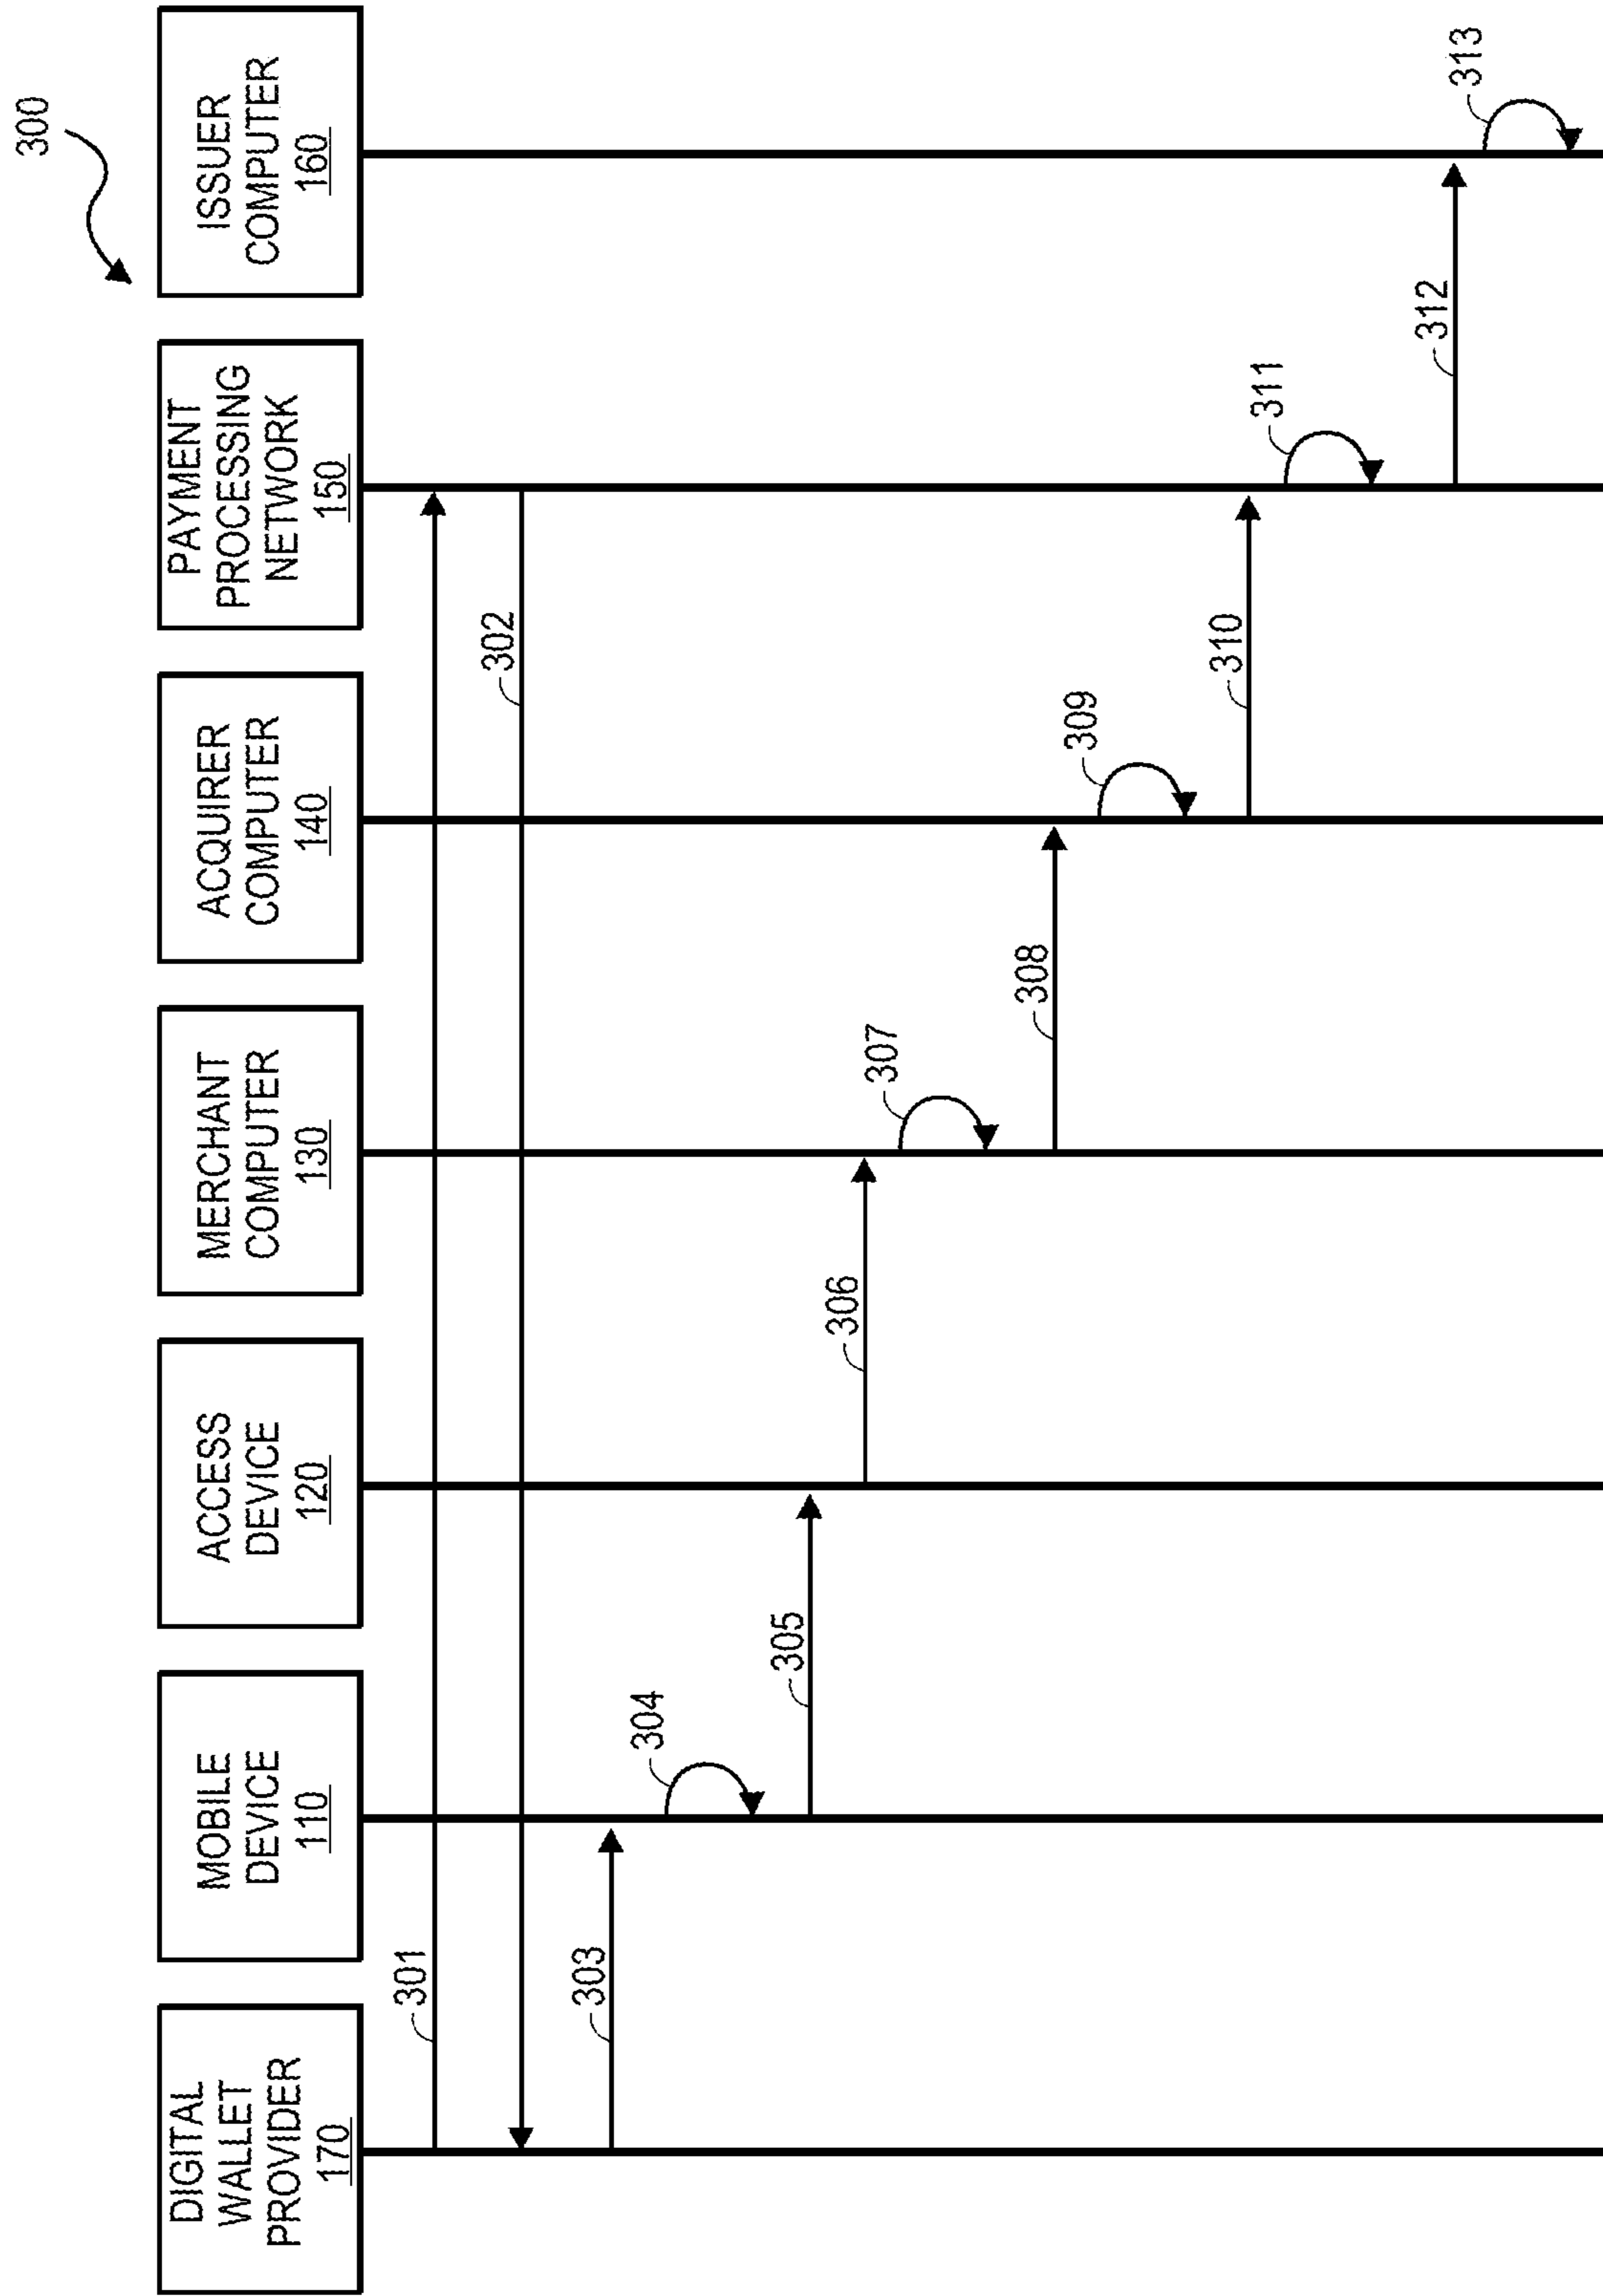 300
DIGITAL
WALLET
PROVIDER
170
MOBILE
DEVICE
110
ACCESS
DEVICE
120
MERCHANT
COMPUTER
130
ACQUIRER
COMPUTER
140
PAYMENT
PROCESSING
NETWORK
150
ISSUER
COMPUTER
160
301
302
303
304
305
306
307
308
309
310
311
312
313